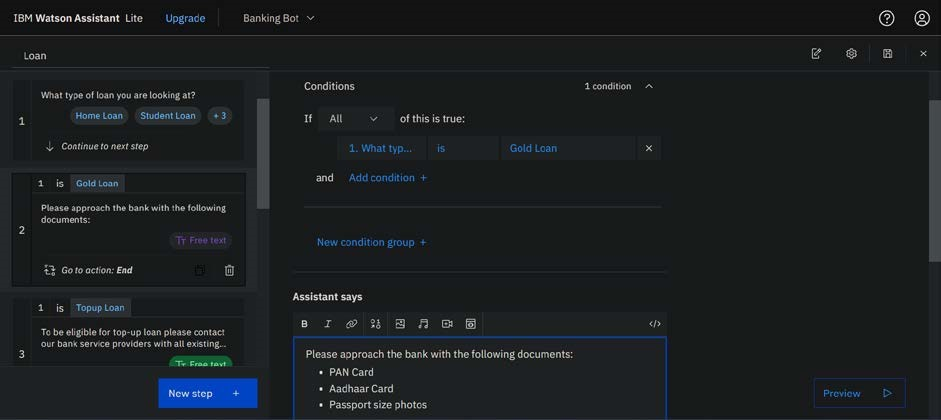 IBM Watson Assistant Lite Upgrade Banking Bot
Loan
What type of loan you are looking at?
Home Loan Student Loan + 3
1
Continue to next step
1 is Gold Loan
Please approach the bank with the following
documents:
2
Free text
Go to action: End
1 is Topup Loan
To be eligible for top-up loan please contact
our bank service providers with all existing...
3
Free text
New step +
Conditions 1 condition
If All of this is true:
1. What typ... is Gold Loan ×
and Add condition +
New condition group +
Assistant says
B I </>
Please approach the bank with the following documents:
• PAN Card
• Aadhaar Card
• Passport size photos
Preview